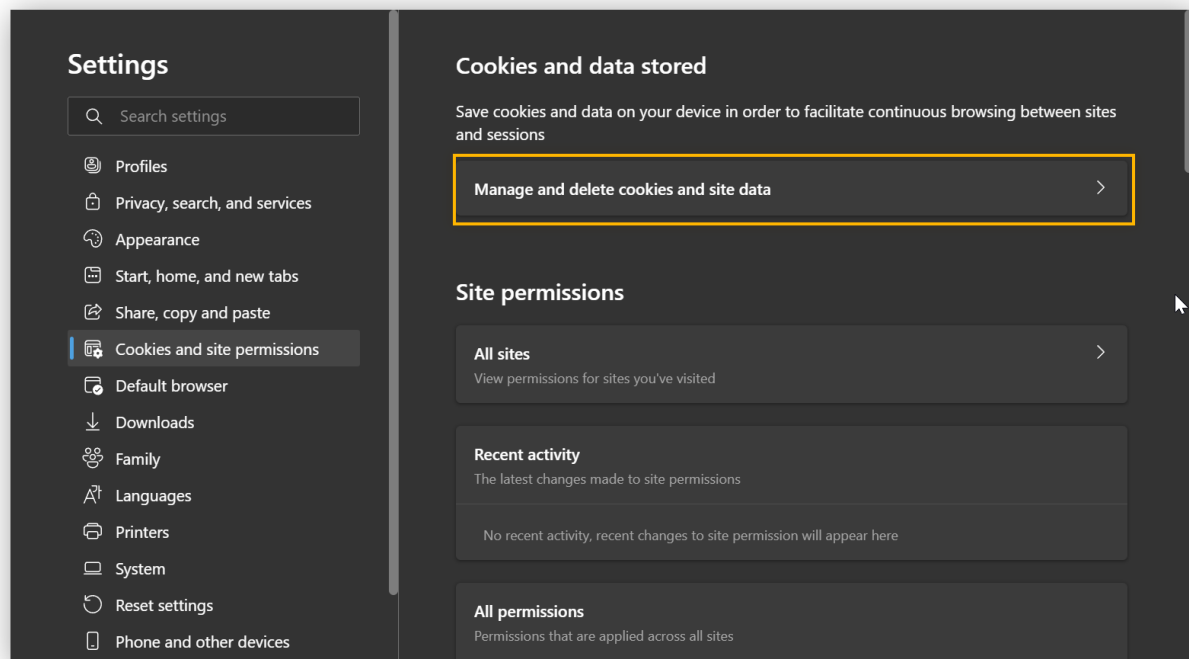 Settings
Search settings
Profiles
Privacy, search, and services
Appearance
Start, home, and new tabs
Share, copy and paste
Cookies and site permissions
Default browser
Downloads
Family
Languages
Printers
System
Reset settings
Phone and other devices
Cookies and data stored
Save cookies and data on your device in order to facilitate continuous browsing between sites
and sessions
Manage and delete cookies and site data
Site permissions
All sites
View permissions for sites you've visited
Recent activity
The latest changes made to site permissions
No recent activity, recent changes to site permission will appear here
All permissions
Permissions that are applied across all sites